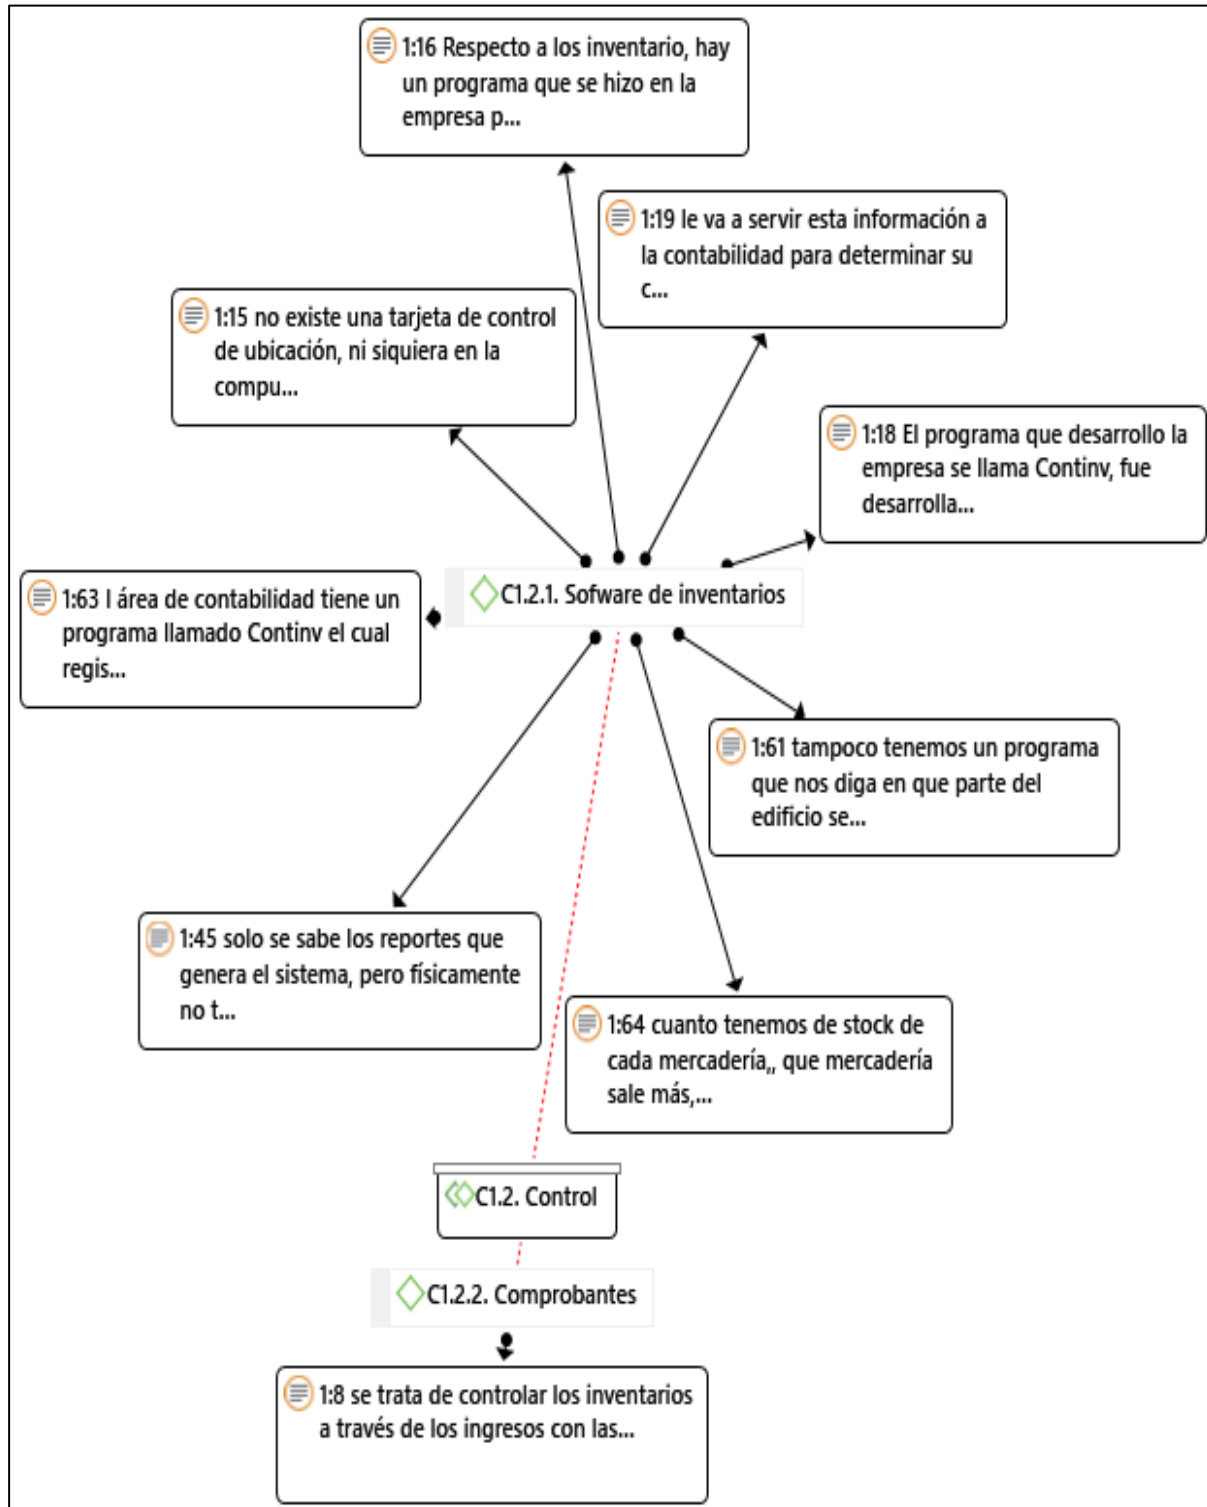 1:16 Respecto a los inventario, hay
un programa que se hizo en la
empresa p...
1:19 le va a servir esta información a
la contabilidad para determinar su
c...
1:15 no existe una tarjeta de control
de ubicación, ni siquiera en la
compu...
1:18 El programa que desarrollo la
empresa se llama Continv, fue
desarrolla...
C1.2.1. Sofware de inventarios
1:63 l área de contabilidad tiene un
programa llamado Continv el cual
regis...
1:61 tampoco tenemos un programa
que nos diga en que parte del
edificio se...
1:45 solo se sabe los reportes que
genera el sistema, pero físicamente
no t...
1:64 cuanto tenemos de stock de
cada mercadería,, que mercadería
sale más,...
C1.2. Control
C1.2.2. Comprobantes
1:8 se trata de controlar los inventarios
a través de los ingresos con las...